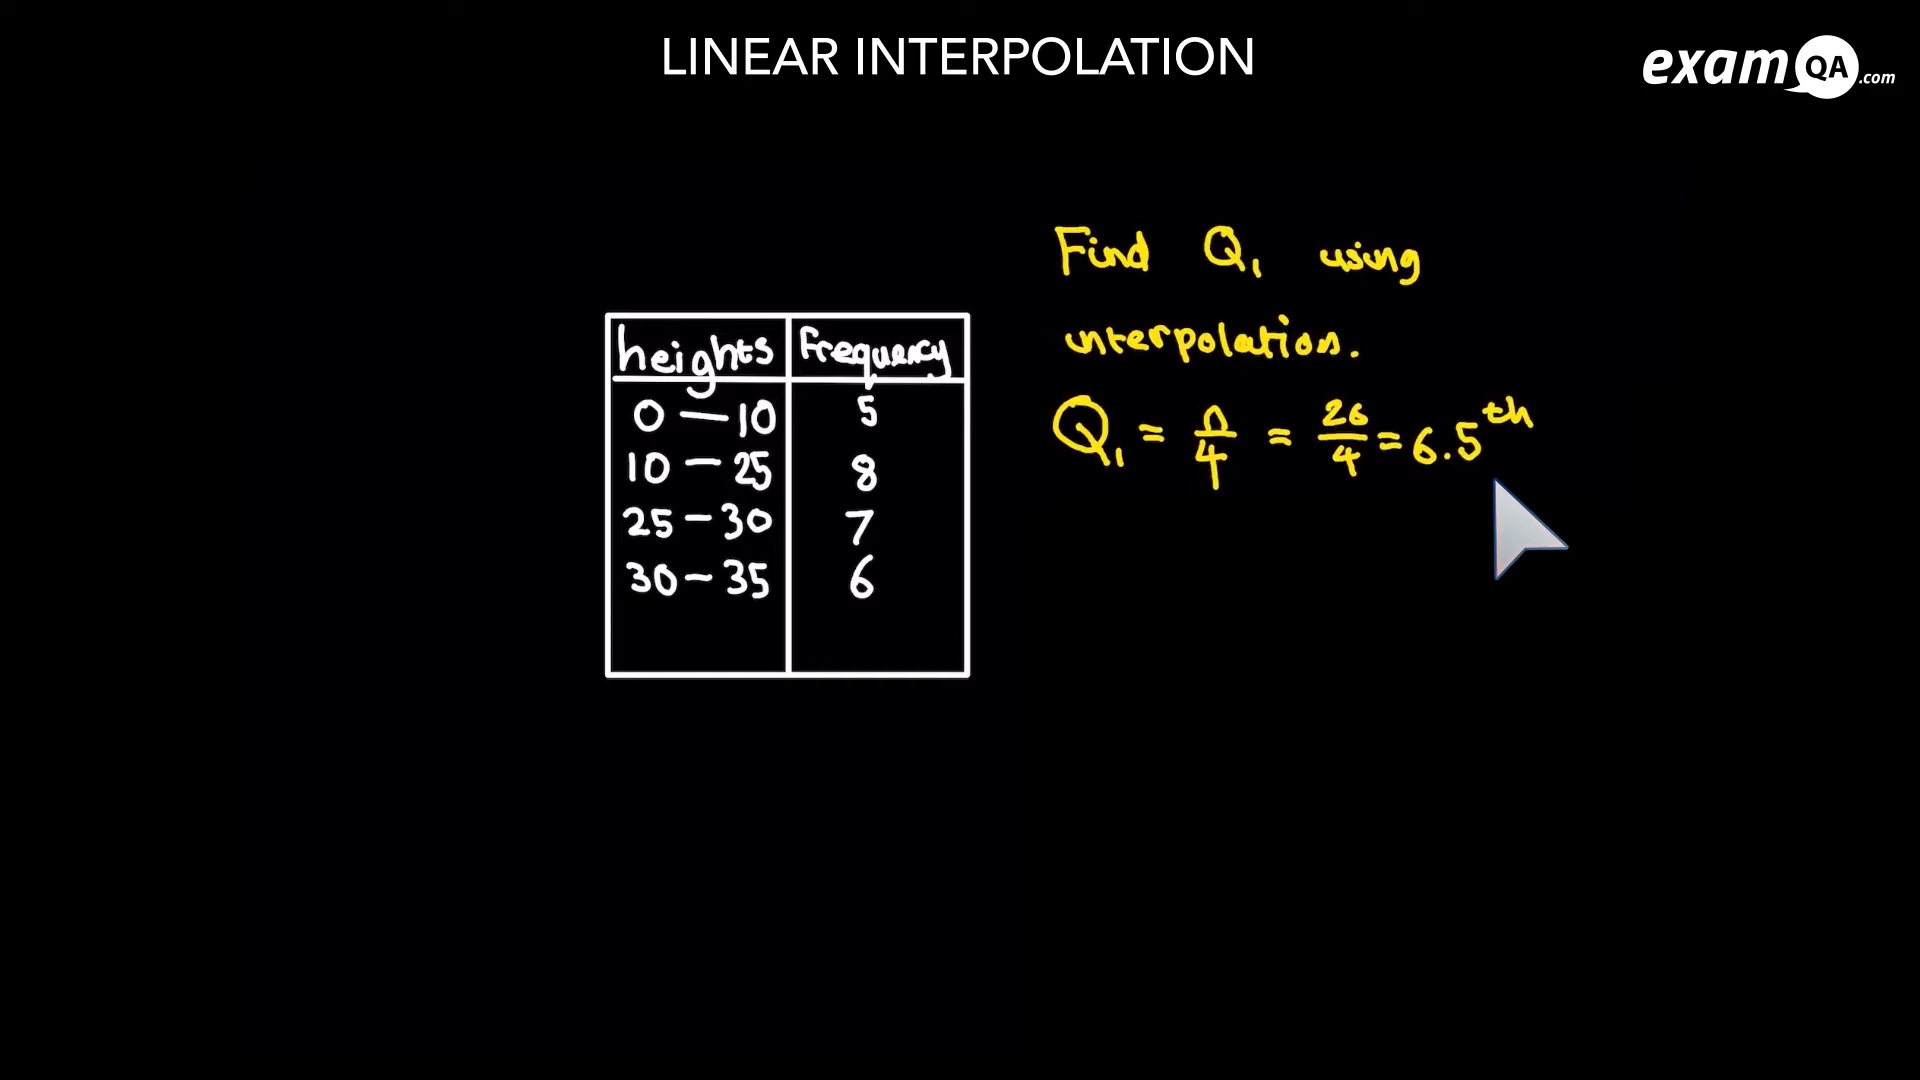 LINEAR INTERPOLATION
examQA.com
Find Q₁ using
interpolation.
Q₁ = n/4 = 26/4 = 6.5th
heights Frequency
0 — 10 5
10 — 25 8
25 — 30 7
30 — 35 6